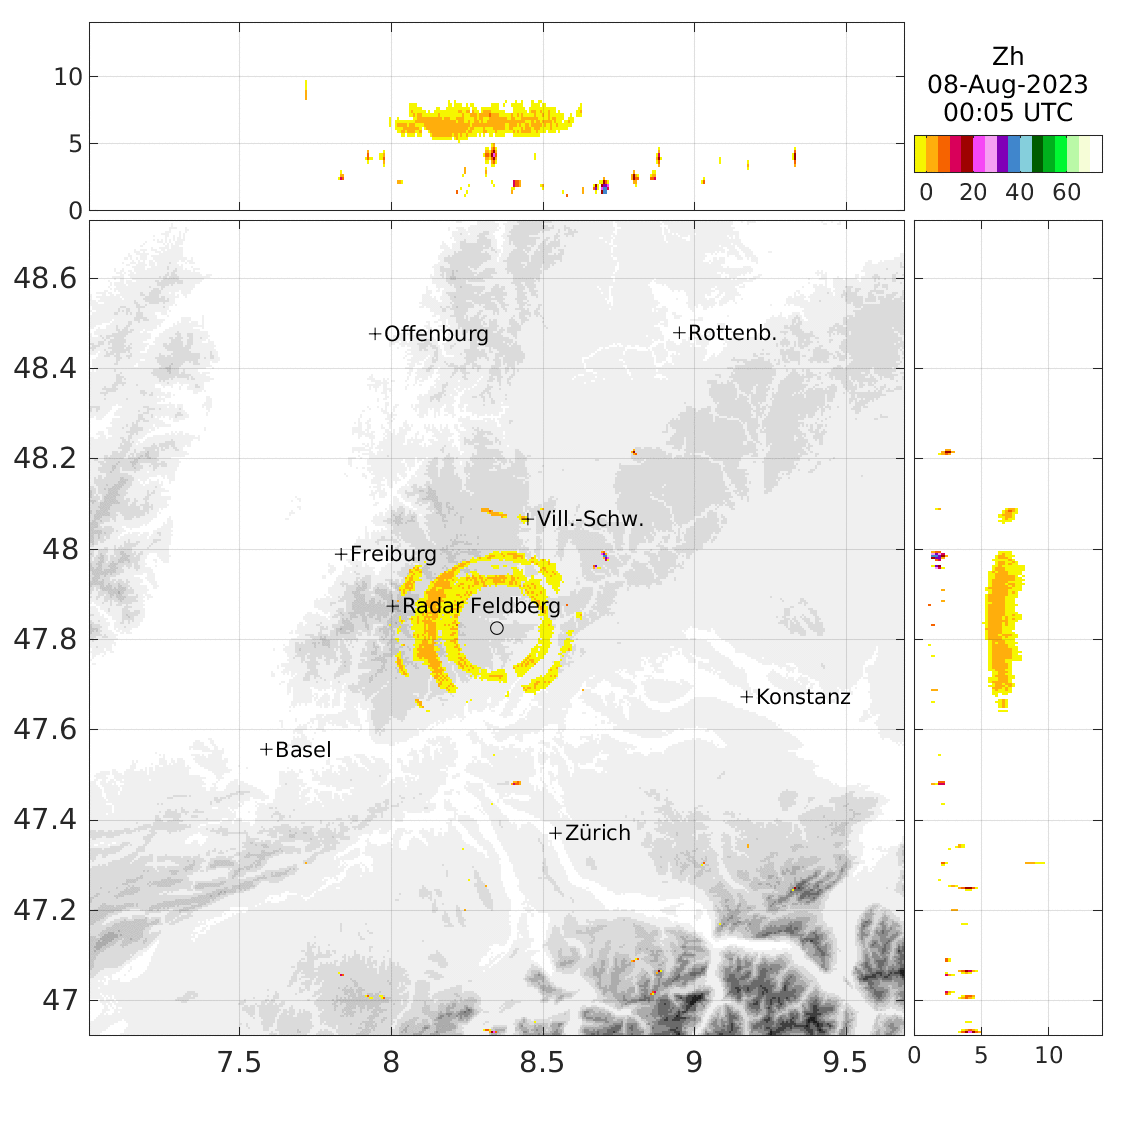 10
5
0
Zh
08-Aug-2023
00:05 UTC
0 20 40 60
48.6
48.4
48.2
48
47.8
47.6
47.4
47.2
47
Offenburg
Rottenb.
Vill.-Schw.
Freiburg
Radar Feldberg
Konstanz
Basel
Zürich
7.5 8 8.5 9 9.5
0 5 10